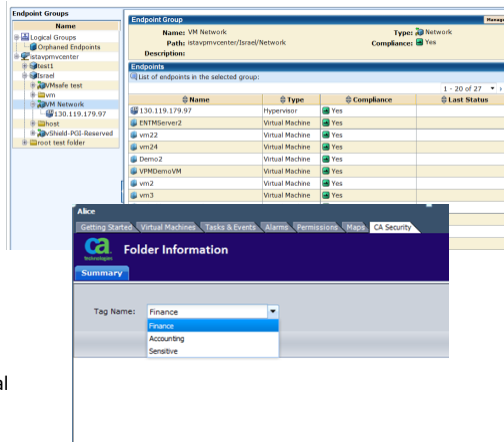 Endpoint Groups
Name
Logical Groups
Orphaned Endpoints
istavpmvcenter
test1
Israel
VMsafe test
vm
VM Network
130.119.179.97
host
vShield-PGI-Reserved
root test folder
Endpoint Group
Manage
Name: VM Network
Type: Network
Path: istavpmvcenter/Israel/Network
Compliance: Yes
Description:
Endpoints
List of endpoints in the selected group:
1 - 20 of 27
Name Type Compliance Last Status
130.119.179.97 Hypervisor Yes
ENTMServer2 Virtual Machine Yes
vm22 Virtual Machine Yes
vm24 Virtual Machine Yes
Demo2 Virtual Machine Yes
VPMDemoVM Virtual Machine Yes
vm2 Virtual Machine Yes
vm3 Virtual Machine Yes
Alice
Getting Started Virtual Machines Tasks & Events Alarms Permissions Maps CA Security
ca
technologies
Folder Information
Summary
Tag Name: Finance
Finance
Accounting
Sensitive
al